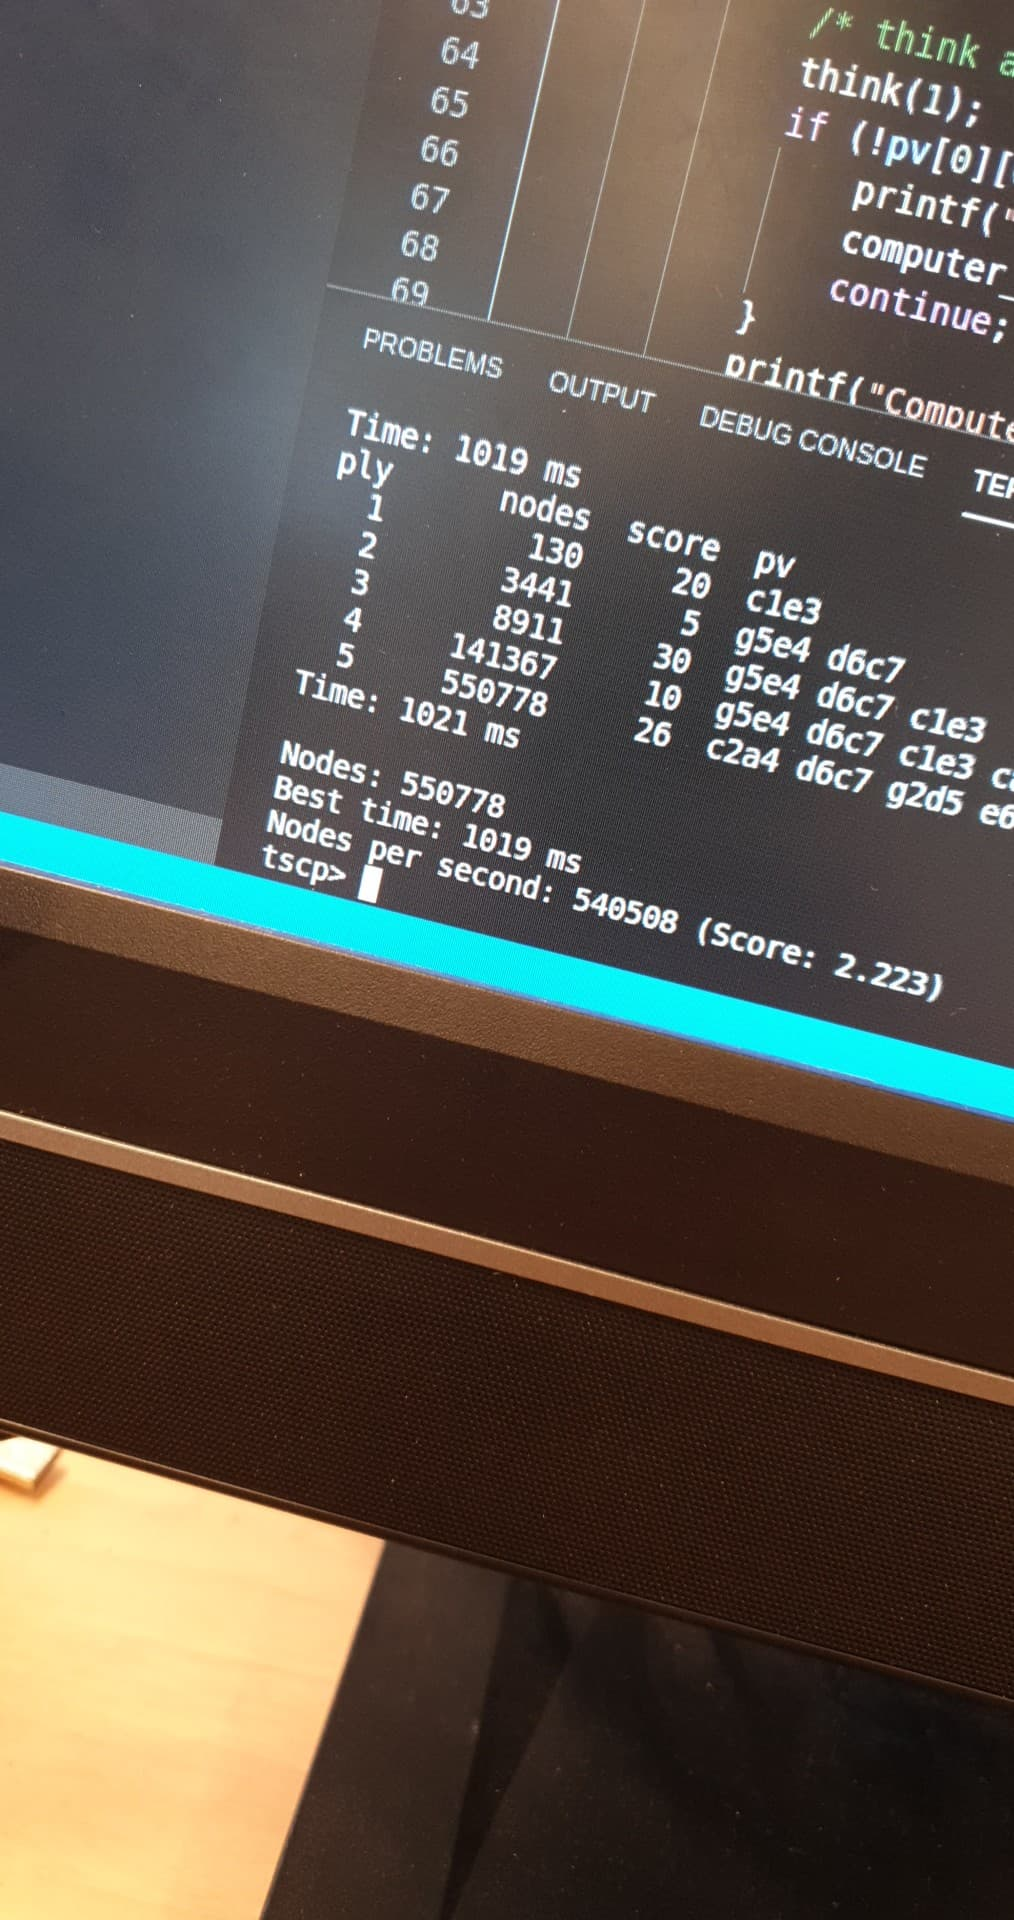 63
64
65
66
67
68
69
/* think
think(1);
if (!pv[0][
printf("
computer_
continue;
}
printf("Compute
PROBLEMS OUTPUT DEBUG CONSOLE
Time: 1019 ms
ply nodes score pv
1 130 20 c1e3
2 3441 5 g5e4 d6c7
3 8911 30 g5e4 d6c7 c1e3
4 141367 10 g5e4 d6c7 c1e3
5 550778 26 c2a4 d6c7 g2d5 e6
Time: 1021 ms
Nodes: 550778
Best time: 1019 ms
Nodes per second: 540508 (Score: 2.223)
tscp>